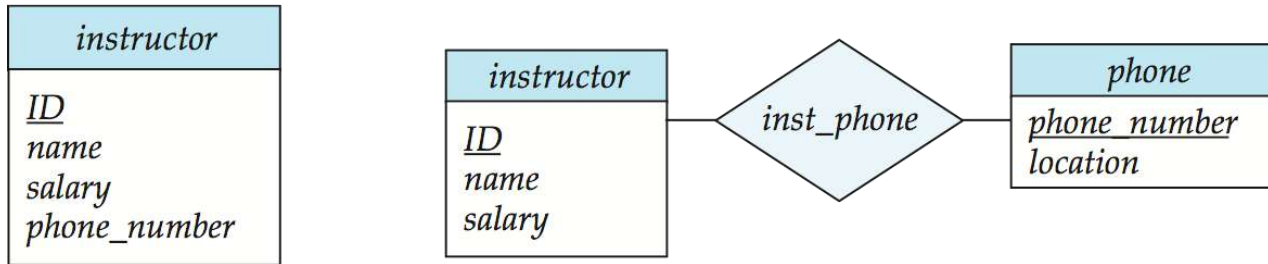 instructor
ID
name
salary
phone_number
instructor
ID
name
salary
inst_phone
phone
phone_number
location